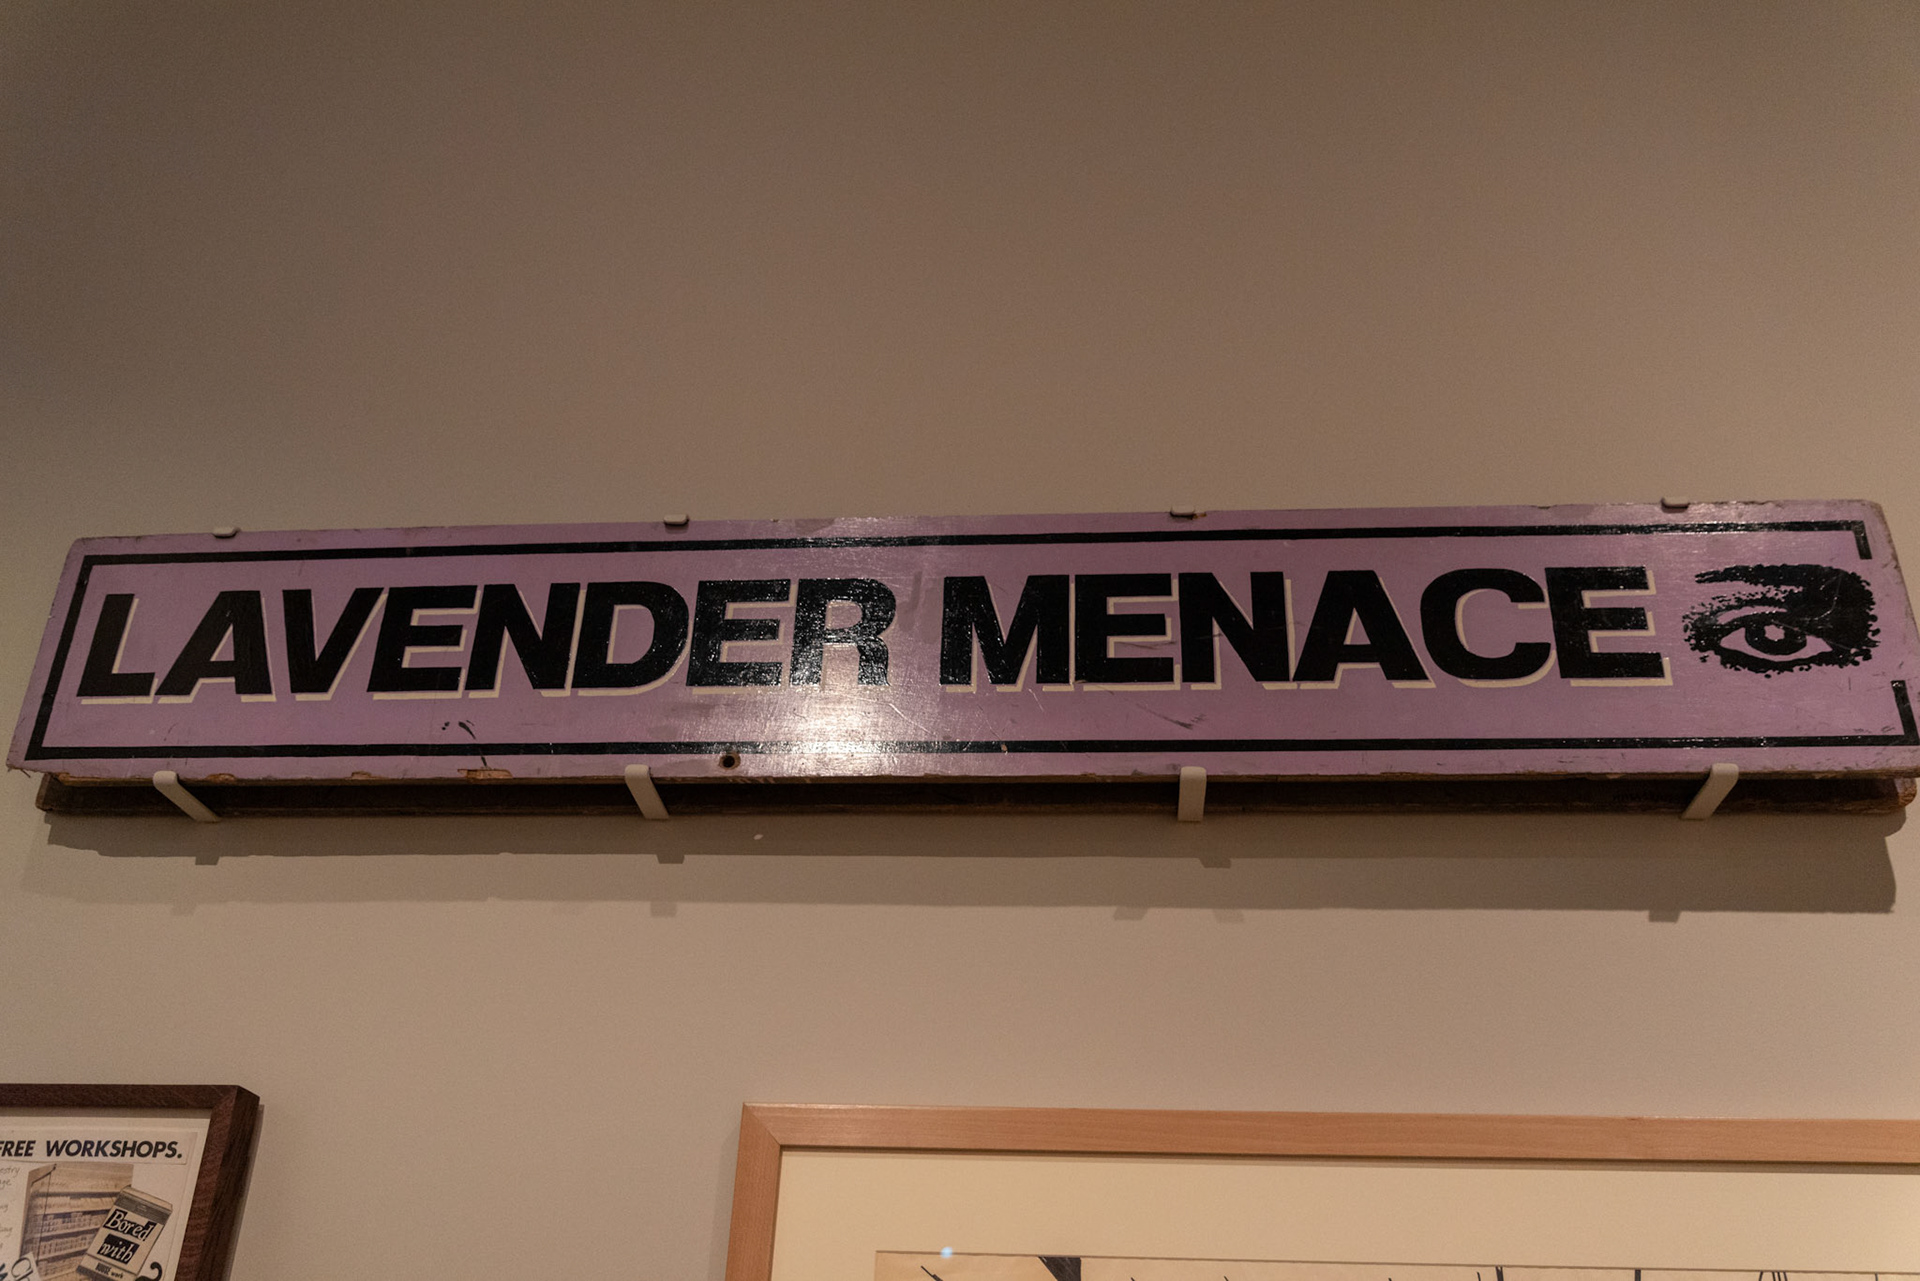 LAVENDER MENACE
FREE WORKSHOPS.
Bored
with